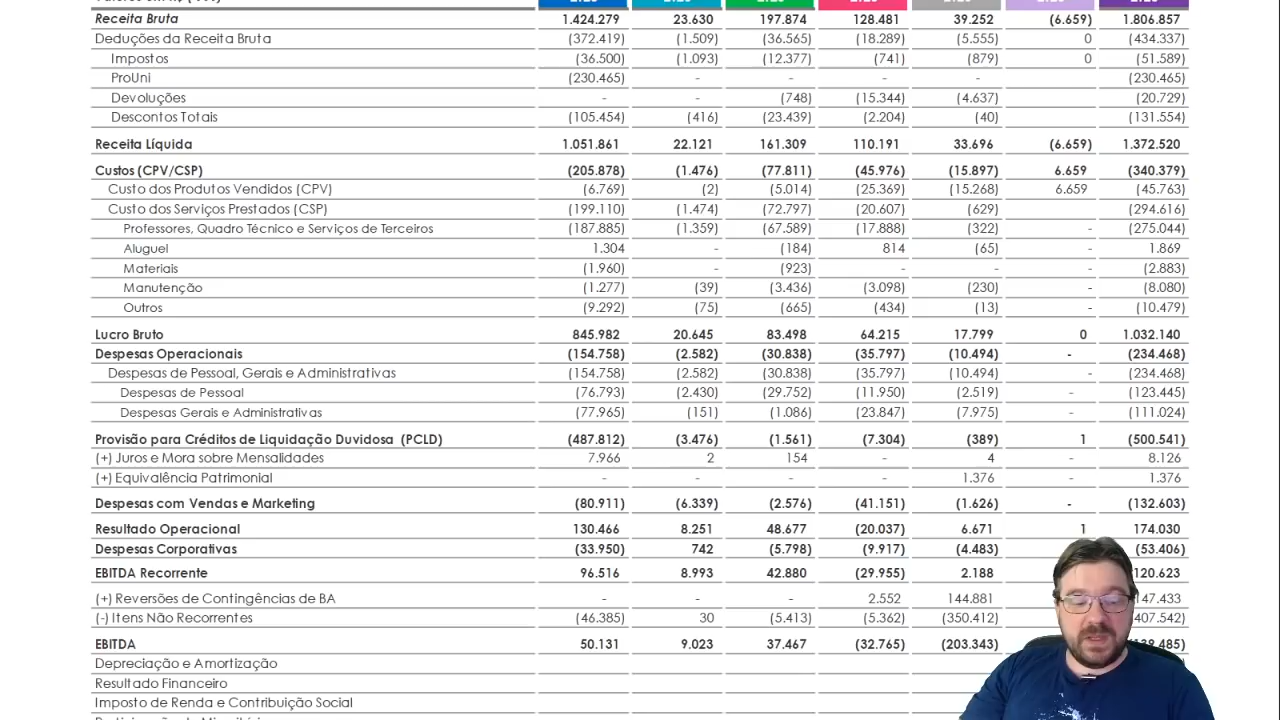 Receita Bruta 1.424.279 23.630 197.874 128.481 39.252 (6.659) 1.806.857
Deduções da Receita Bruta (372.419) (1.509) (36.565) (18.289) (5.555) 0 (434.337)
Impostos (36.500) (1.093) (12.377) (741) (879) 0 (51.589)
ProUni (230.465) - - - - (230.465)
Devoluções - - (748) (15.344) (4.637) (20.729)
Descontos Totais (105.454) (416) (23.439) (2.204) (40) (131.554)
Receita Líquida 1.051.861 22.121 161.309 110.191 33.696 (6.659) 1.372.520
Custos (CPV/CSP) (205.878) (1.476) (77.811) (45.976) (15.897) 6.659 (340.379)
Custo dos Produtos Vendidos (CPV) (6.769) (2) (5.014) (25.369) (15.268) 6.659 (45.763)
Custo dos Serviços Prestados (CSP) (199.110) (1.474) (72.797) (20.607) (629) (294.616)
Professores, Quadro Técnico e Serviços de Terceiros (187.885) (1.359) (67.589) (17.888) (322) - (275.044)
Aluguel 1.304 - (184) 814 (65) - 1.869
Materiais (1.960) - (923) - - - (2.883)
Manutenção (1.277) (39) (3.436) (3.098) (230) - (8.080)
Outros (9.292) (75) (665) (434) (13) - (10.479)
Lucro Bruto 845.982 20.645 83.498 64.215 17.799 0 1.032.140
Despesas Operacionais (154.758) (2.582) (30.838) (35.797) (10.494) - (234.468)
Despesas de Pessoal, Gerais e Administrativas (154.758) (2.582) (30.838) (35.797) (10.494) - (234.468)
Despesas de Pessoal (76.793) (2.430) (29.752) (11.950) (2.519) - (123.445)
Despesas Gerais e Administrativas (77.965) (151) (1.086) (23.847) (7.975) - (111.024)
Provisão para Créditos de Liquidação Duvidosa (PCLD) (487.812) (3.476) (1.561) (7.304) (389) 1 (500.541)
(+) Juros e Mora sobre Mensalidades 7.966 2 154 - 4 - 8.126
(+) Equivalência Patrimonial - - - - 1.376 - 1.376
Despesas com Vendas e Marketing (80.911) (6.339) (2.576) (41.151) (1.626) - (132.603)
Resultado Operacional 130.466 8.251 48.677 (20.037) 6.671 1 174.030
Despesas Corporativas (33.950) 742 (5.798) (9.917) (4.483) (53.406)
EBITDA Recorrente 96.516 8.993 42.880 (29.955) 2.188 120.623
(+) Reversões de Contingências de BA - - - 2.552 144.881 147.433
(-) Itens Não Recorrentes (46.385) 30 (5.413) (5.362) (350.412) 407.542)
EBITDA 50.131 9.023 37.467 (32.765) (203.343)
Depreciação e Amortização
Resultado Financeiro
Imposto de Renda e Contribuição Social